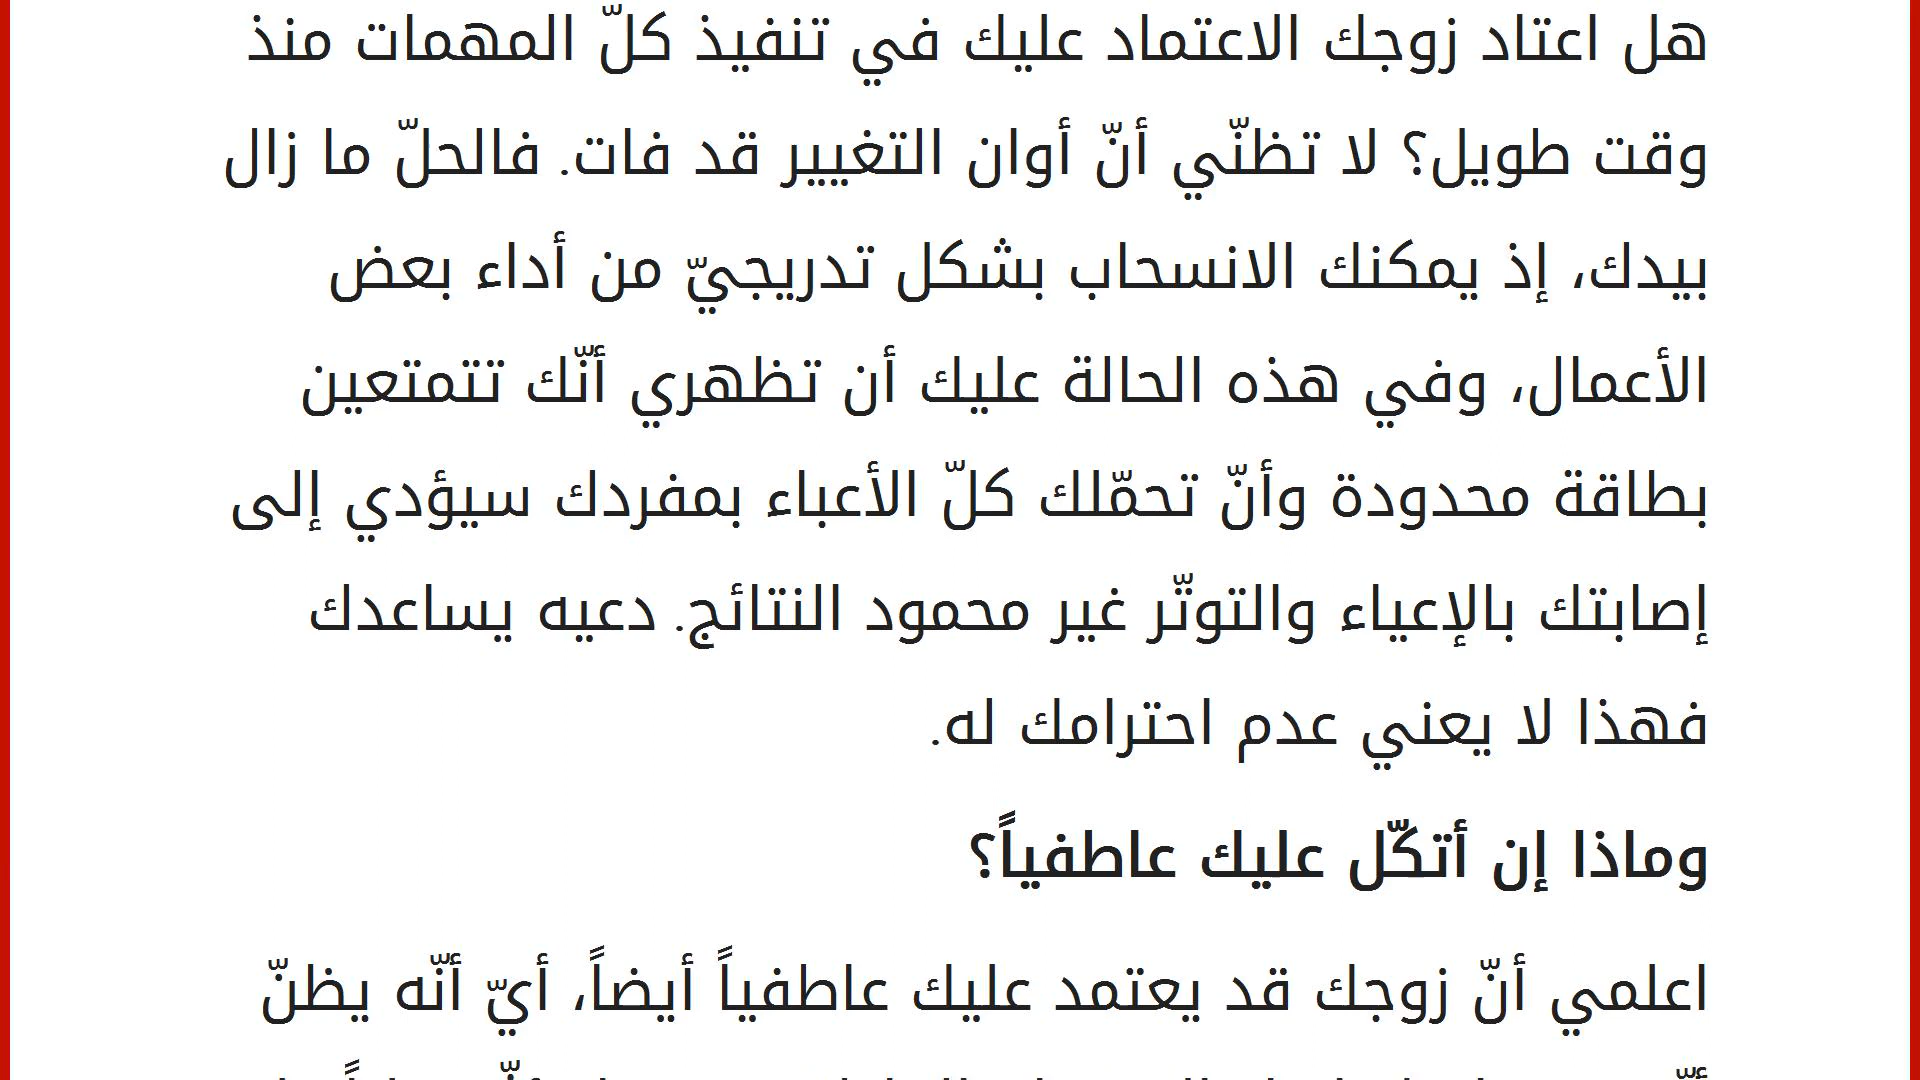 هل اعتاد زوجك الاعتماد عليك في تنفيذ كلّ المهمات منذ
وقت طويل؟ لا تظنّي أنّ أوان التغيير قد فات. فالحلّ ما زال
بيدك، إذ يمكنك الانسحاب بشكل تدريجيّ من أداء بعض
الأعمال، وفي هذه الحالة عليك أن تظهري أنّك تتمتعين
بطاقة محدودة وأنّ تحمّلك كلّ الأعباء بمفردك سيؤدي إلى
إصابتك بالإعياء والتوتّر غير محمود النتائج. دعيه يساعدك
فهذا لا يعني عدم احترامك له.
وماذا إن أتكّل عليك عاطفياً؟
اعلمي أنّ زوجك قد يعتمد عليك عاطفياً أيضاً، أيّ أنّه يظنّ